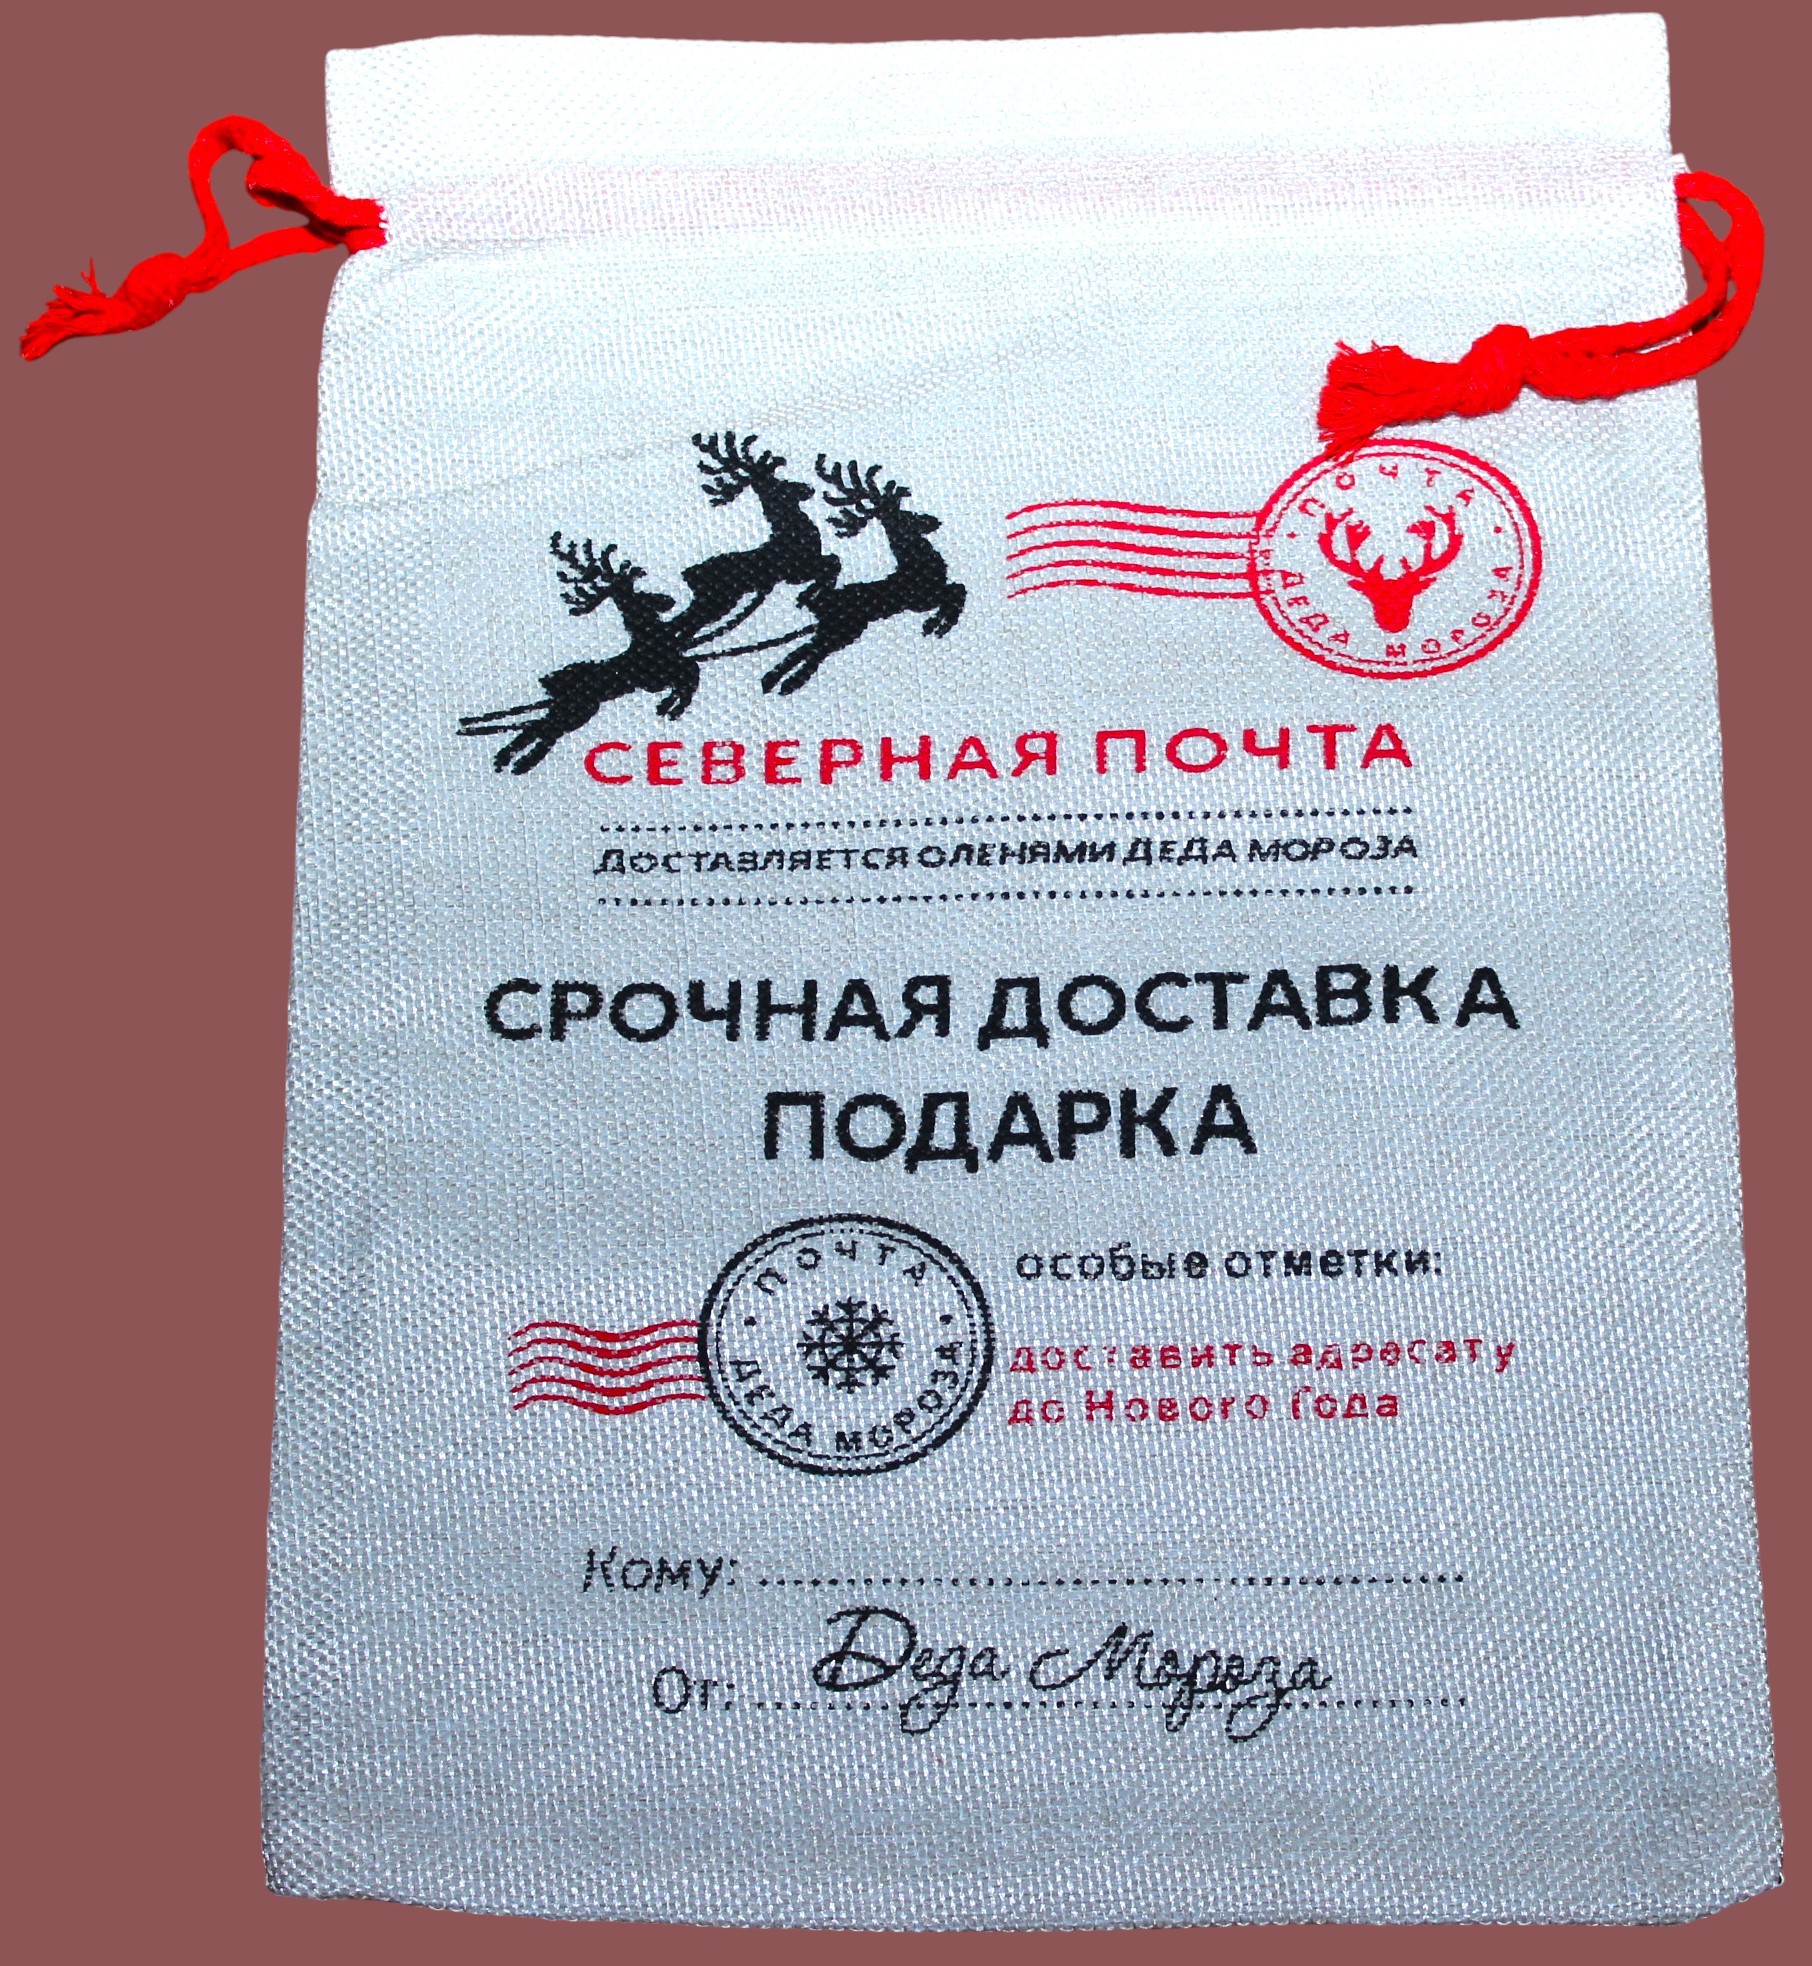 ПОЧТА
ДЕДА МОРОЗА
СЕВЕРНАЯ ПОЧТА
ДОСТАВЛЯЕТСЯ ОЛЕНЯМИ ДЕДА МОРОЗА
СРОЧНАЯ ДОСТАВКА
ПОДАРКА
ПОЧТА
ДЕДА МОРОЗА
особые отметки:
доставить адресату
до Нового Года
Кому:
От: Деда Мороза